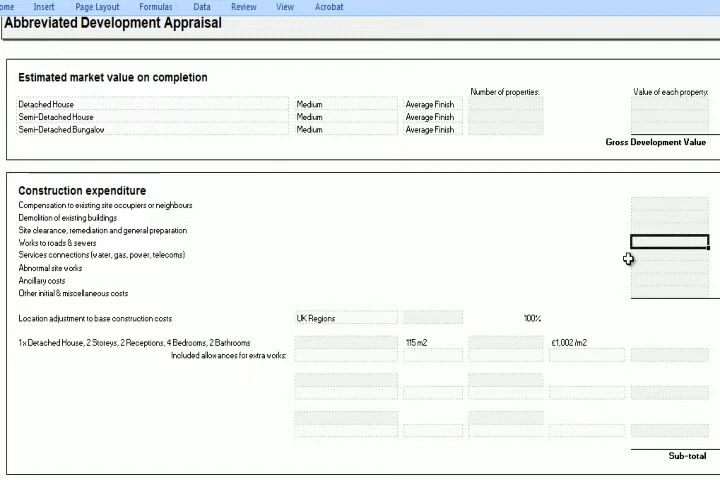 ome Insert Page Layout Formulas Data Review View Acrobat
Abbreviated Development Appraisal
Estimated market value on completion
Number of properties: Value of each property:
Detached House Medium Average Finish
Semi-Detached House Medium Average Finish
Semi-Detached Bungalow Medium Average Finish
Gross Development Value
Construction expenditure
Compensation to existing site occupiers or neighbours
Demolition of existing buildings
Site clearance, remediation and general preparation
Works to roads & sewers
Services connections (water, gas, power, telecoms)
Abnormal site works
Ancillary costs
Other initial & miscellaneous costs
Location adjustment to base construction costs UK Regions 100%
1x Detached House, 2 Storeys, 2 Receptions, 4 Bedrooms, 2 Bathrooms 115 m2 £1,002 /m2
Included allowances for extra works:
Sub-total